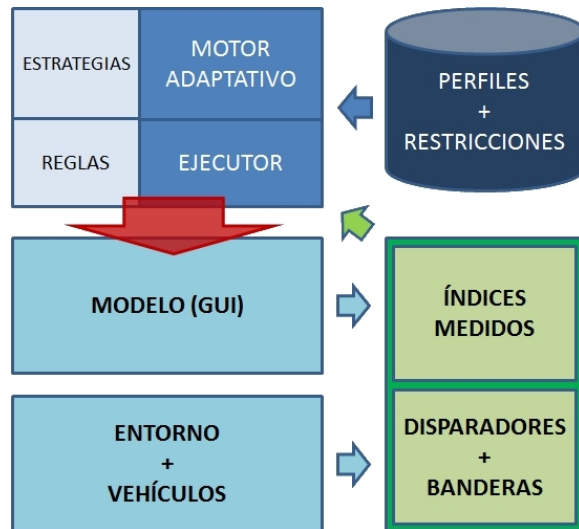 ESTRATEGIAS
MOTOR
ADAPTATIVO
PERFILES
+
RESTRICCIONES
REGLAS
EJECUTOR
MODELO (GUI)
ÍNDICES
MEDIDOS
ENTORNO
+
VEHÍCULOS
DISPARADORES
+
BANDERAS